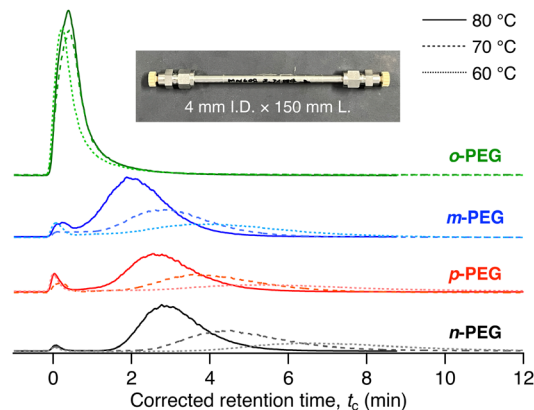 80 °C
70 °C
60 °C
4 mm I.D. × 150 mm L.
o-PEG
m-PEG
p-PEG
n-PEG
0 2 4 6 8 10 12
Corrected retention time, tc (min)